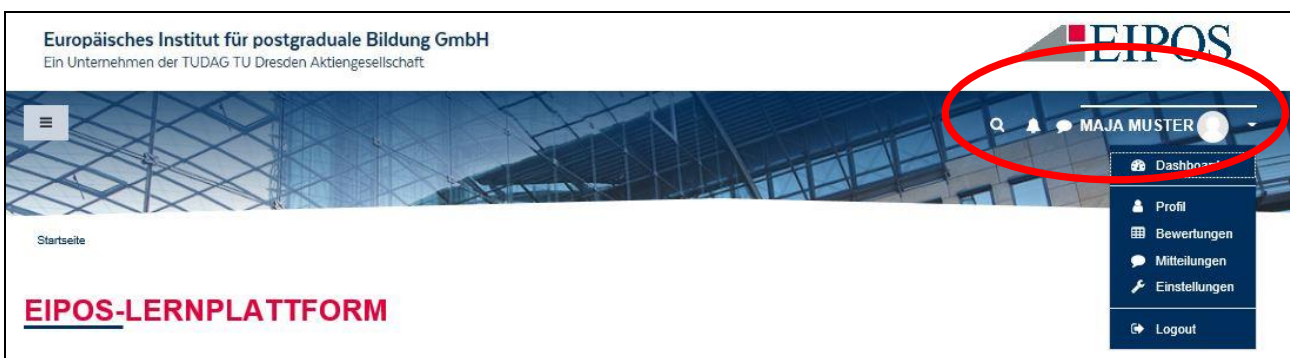 Europäisches Institut für postgraduale Bildung GmbH
Ein Unternehmen der TUDAG TU Dresden Aktiengesellschaft
EIPOS
MAJA MUSTER
Dashboard
Profil
Bewertungen
Mitteilungen
Einstellungen
Logout
Startseite
EIPOS-LERNPLATTFORM